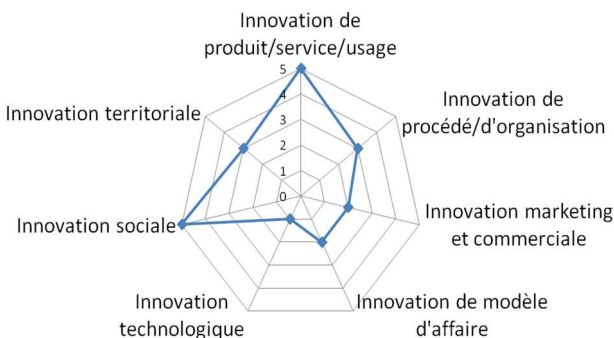 Innovation de
produit/service/usage
5
4
3
2
1
0
Innovation de
procédé/d'organisation
Innovation marketing
et commerciale
Innovation de modèle
d'affaire
Innovation
technologique
Innovation sociale
Innovation territoriale